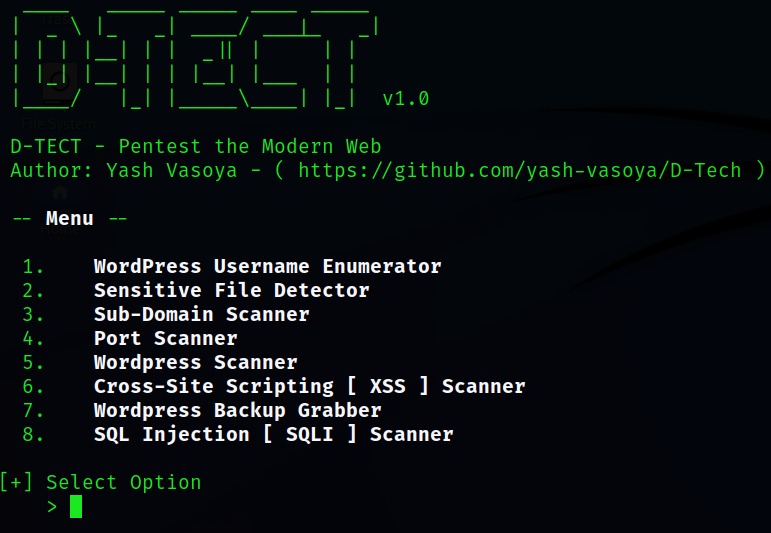 D-TECT v1.0
D-TECT - Pentest the Modern Web
Author: Yash Vasoya - ( https://github.com/yash-vasoya/D-Tech )
-- Menu --
1. WordPress Username Enumerator
2. Sensitive File Detector
3. Sub-Domain Scanner
4. Port Scanner
5. Wordpress Scanner
6. Cross-Site Scripting [ XSS ] Scanner
7. Wordpress Backup Grabber
8. SQL Injection [ SQLI ] Scanner
[+] Select Option
>